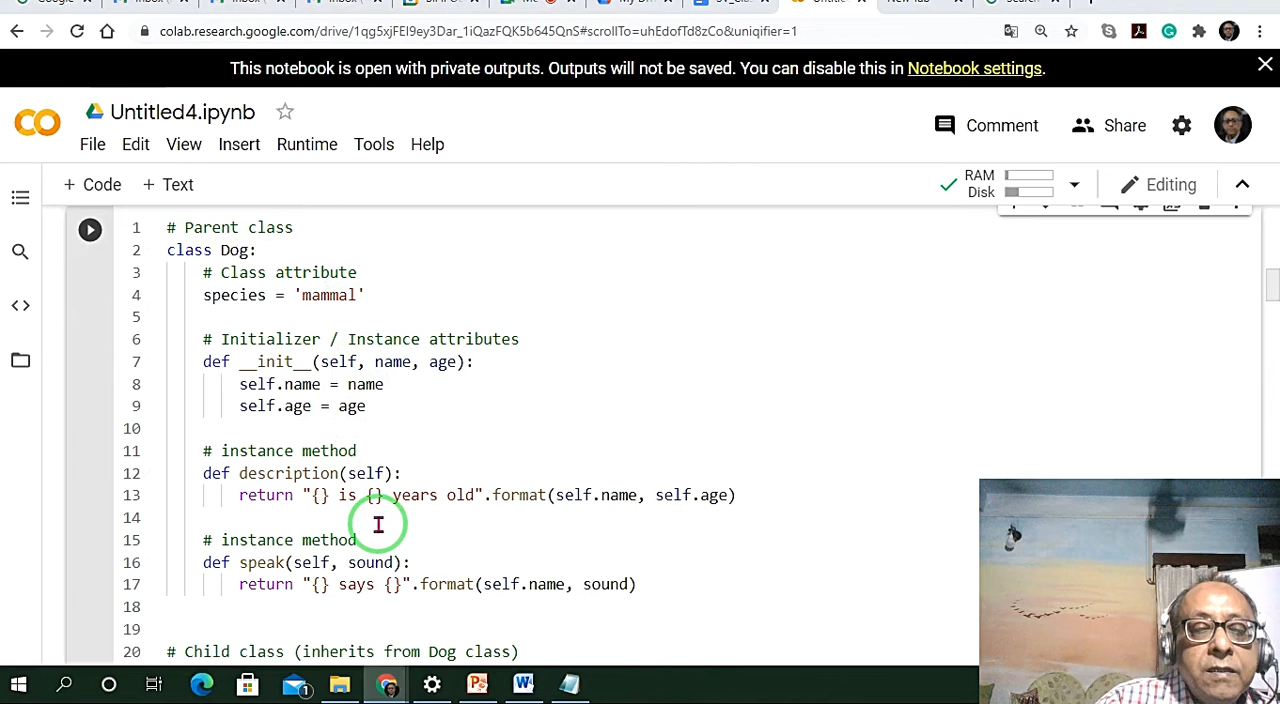 colab.research.google.com/drive/1qg5xjFEI9ey3Dar_1iQazFQK5b645QnS#scrollTo=uhEdofTd8zCo&uniqifier=1
This notebook is open with private outputs. Outputs will not be saved. You can disable this in Notebook settings.
Untitled4.ipynb
Comment
Share
File Edit View Insert Runtime Tools Help
+ Code + Text
RAM
Disk
Editing
1 # Parent class
2 class Dog:
3 # Class attribute
4 species = 'mammal'
5
6 # Initializer / Instance attributes
7 def __init__(self, name, age):
8 self.name = name
9 self.age = age
10
11 # instance method
12 def description(self):
13 return "{} is {} years old".format(self.name, self.age)
14
15 # instance method
16 def speak(self, sound):
17 return "{} says {}".format(self.name, sound)
18
19
20 # Child class (inherits from Dog class)